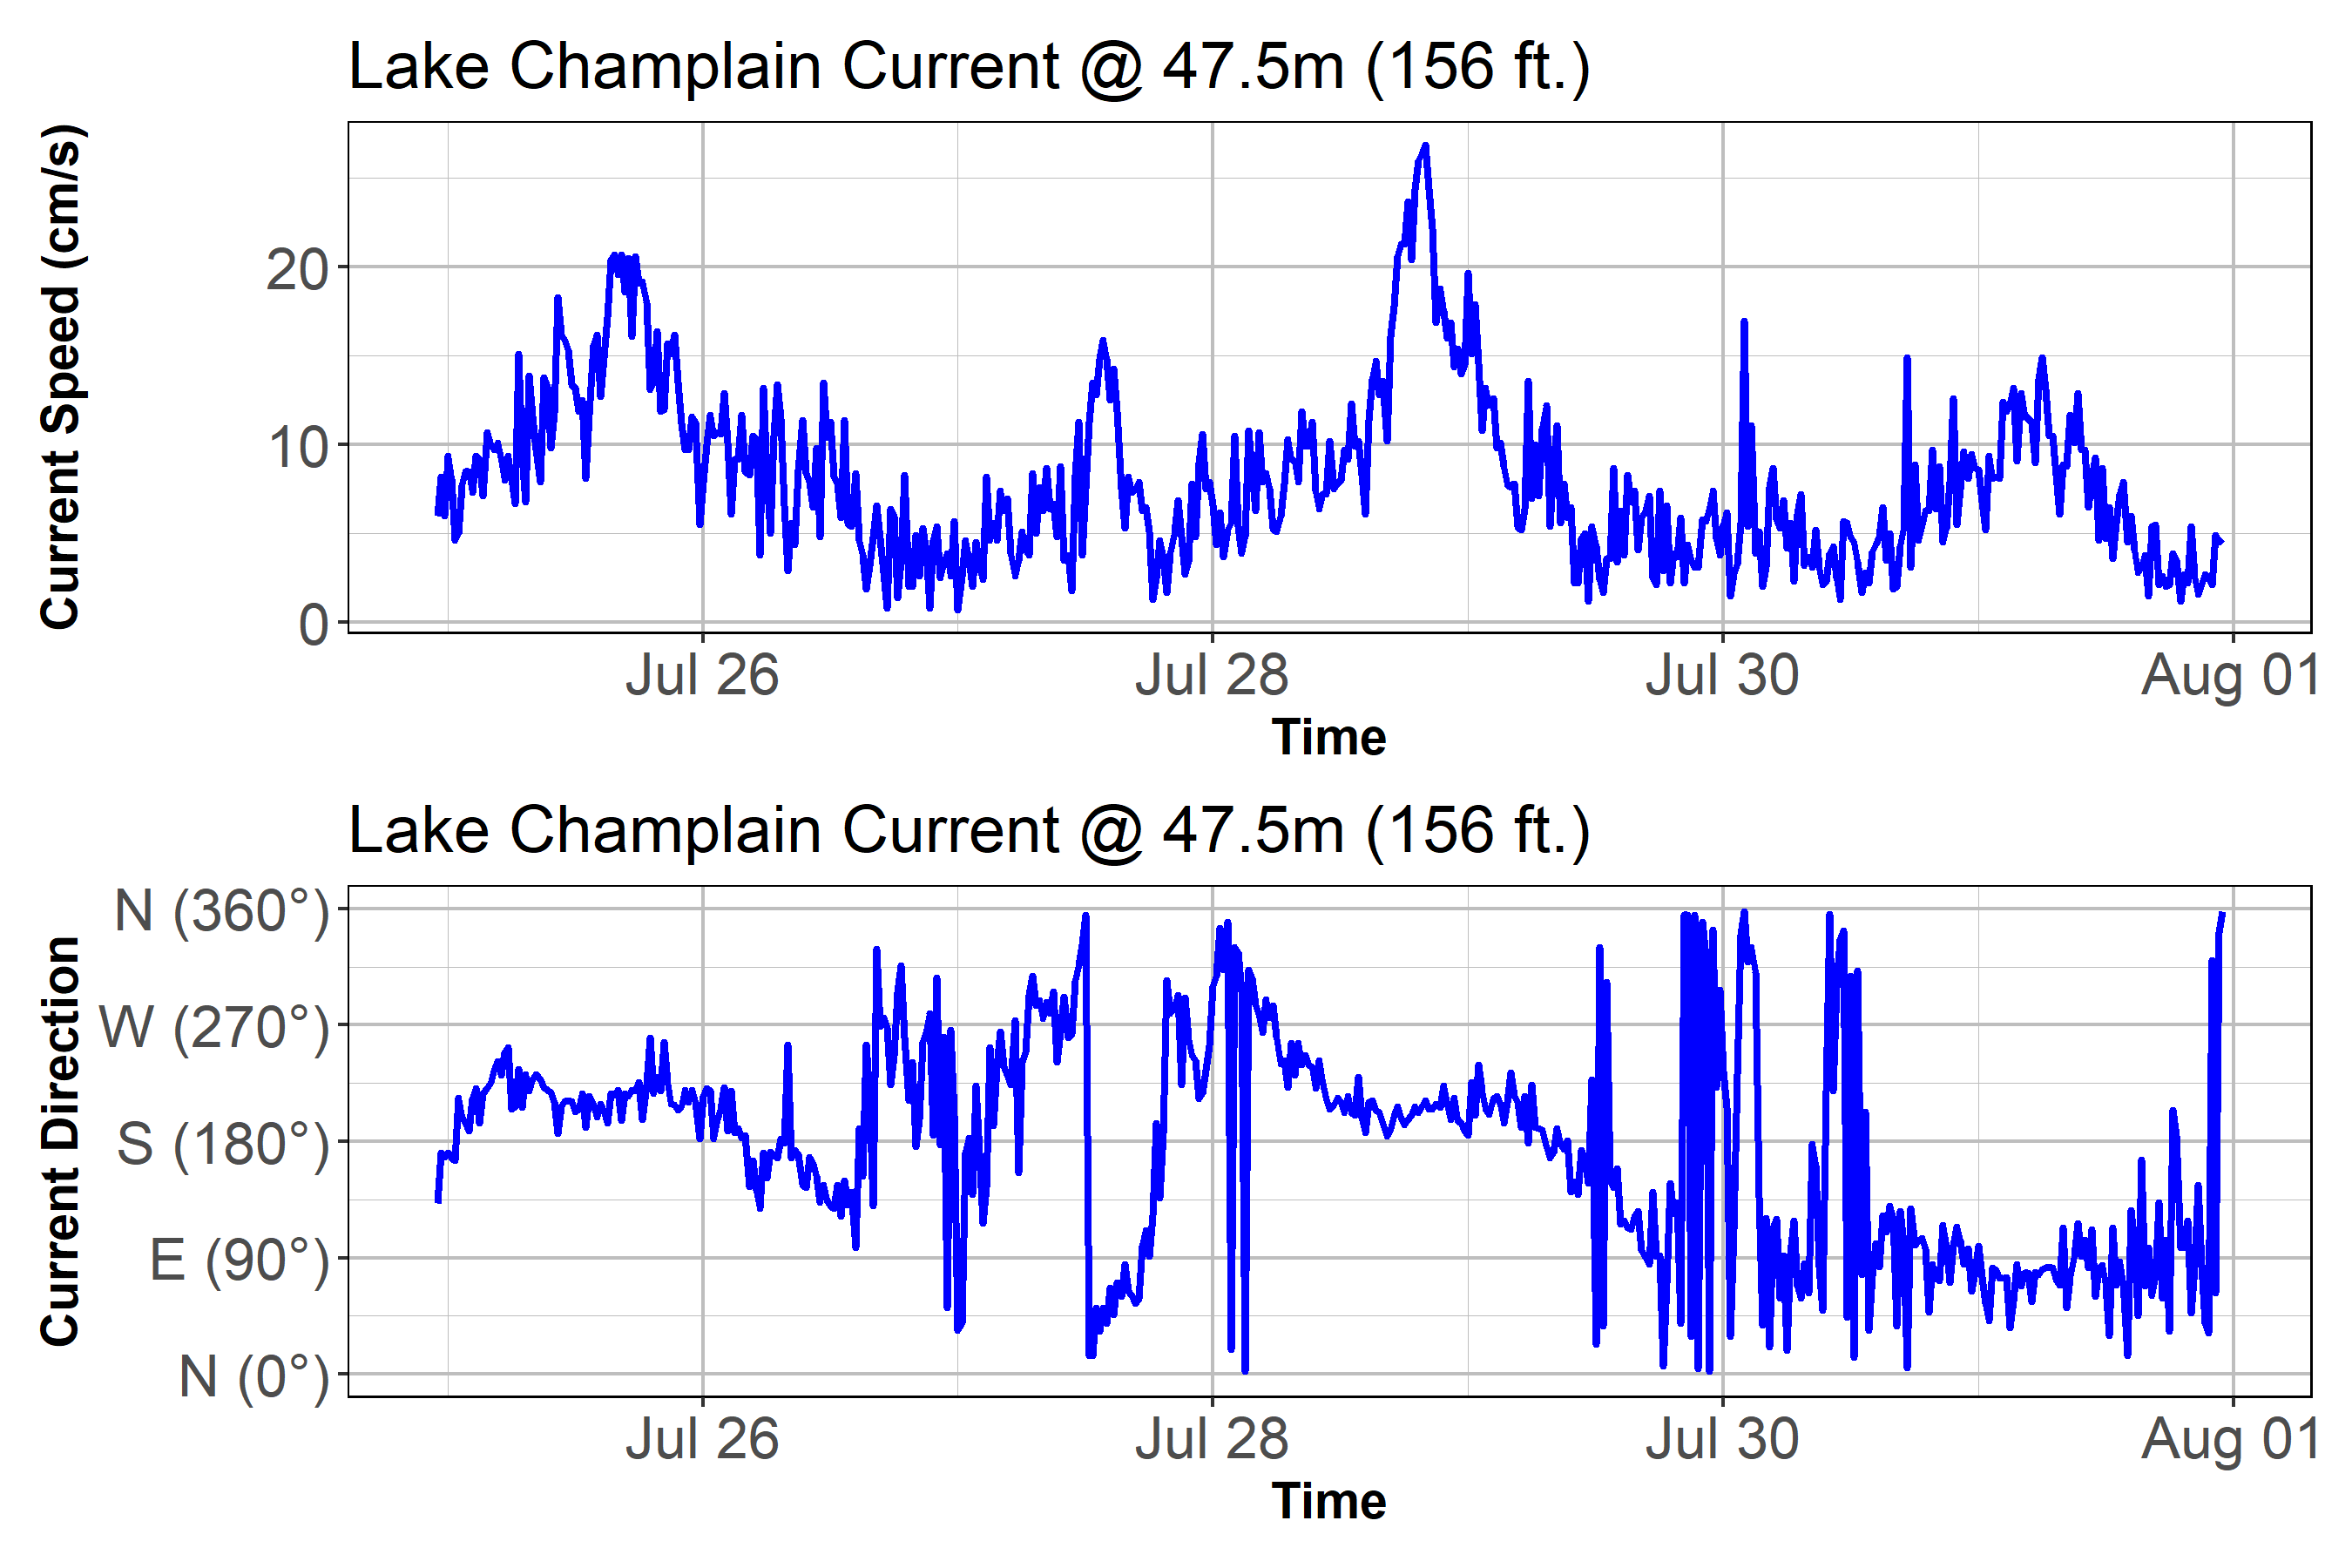 Lake Champlain Current @ 47.5m (156 ft.)
Current Speed (cm/s)
20
10
0
Jul 26 Jul 28 Jul 30 Aug 01
Time
Lake Champlain Current @ 47.5m (156 ft.)
Current Direction
N (360°)
W (270°)
S (180°)
E (90°)
N (0°)
Jul 26 Jul 28 Jul 30 Aug 01
Time